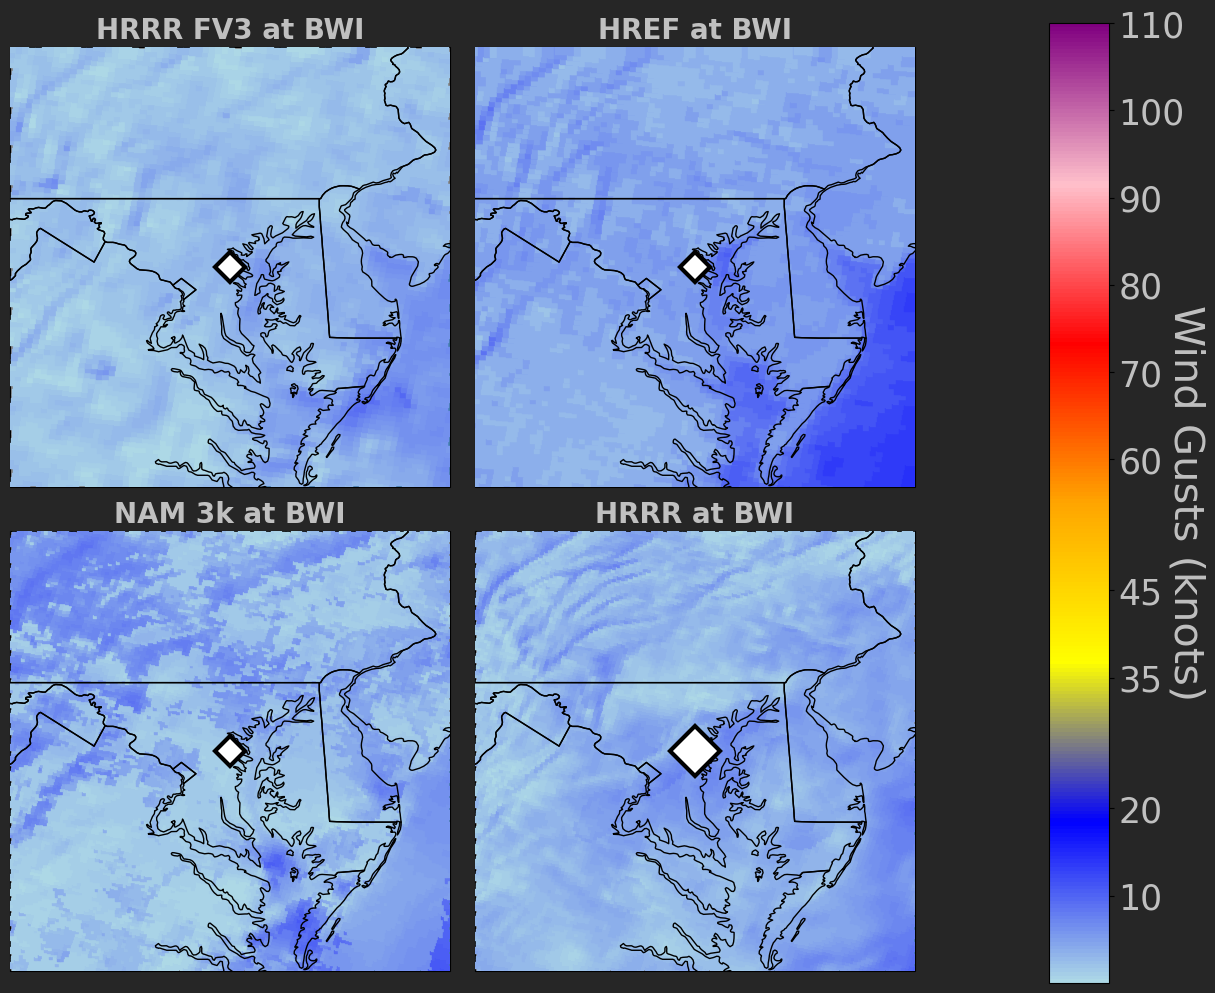 HRRR FV3 at BWI
HREF at BWI
NAM 3k at BWI
HRRR at BWI
110
100
90
80
70
60
45
35
20
10
Wind Gusts (knots)